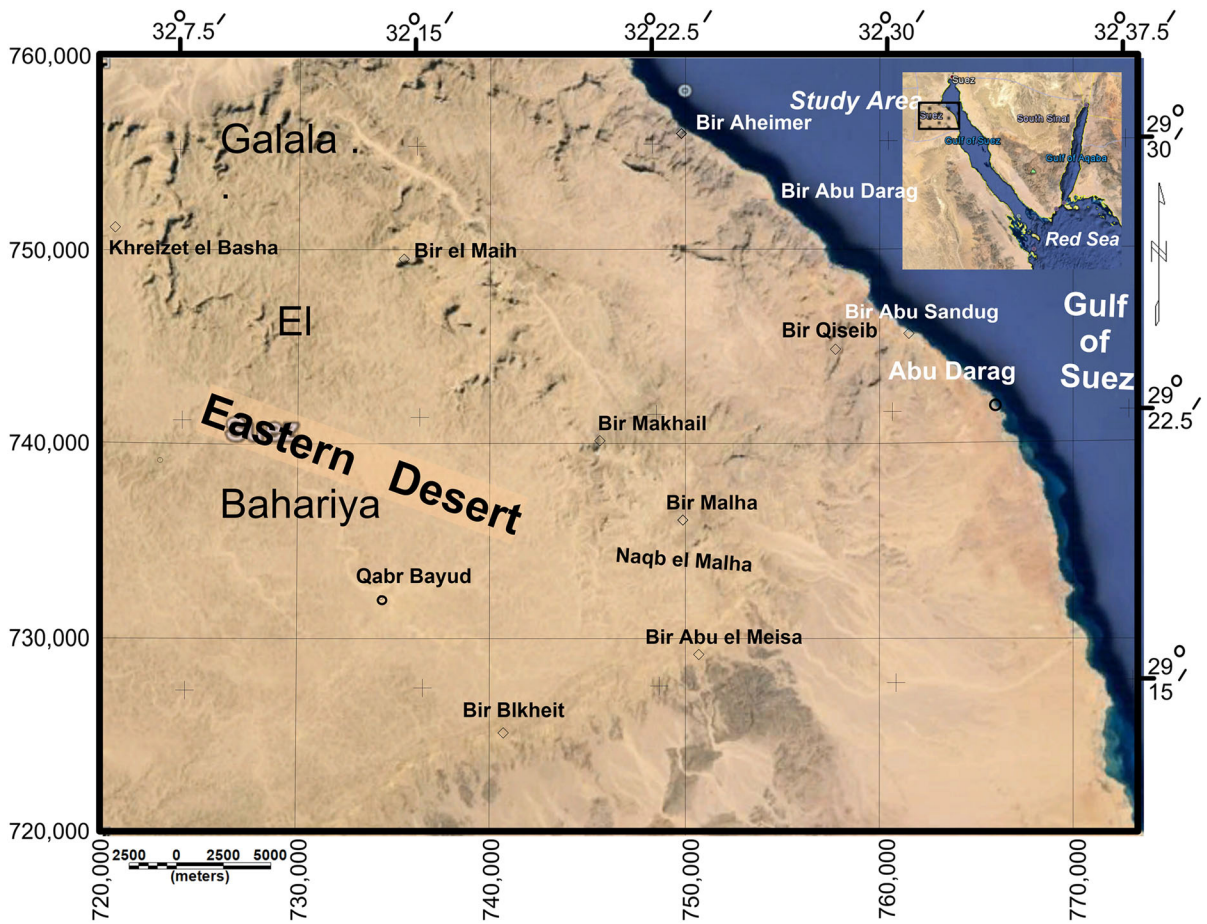 32°7.5′ 32°15′ 32°22.5′ 32°30′ 32°37.5′
760,000
Suez
Study Area
Galala .
.
Bir Aheimer
Suez
South Sinai
29°
30′
Gulf of Suez
Gulf of Aqaba
Bir Abu Darag
Khreizet el Basha
750,000
Bir el Maih
Red Sea
N
Gulf
of
Suez
El
Bir Abu Sandug
Bir Qiseib
Abu Darag
29°
22.5′
Eastern Desert
Bir Makhail
740,000
Bahariya
Bir Malha
Naqb el Malha
Qabr Bayud
730,000
Bir Abu el Meisa
29°
15′
Bir Blkheit
720,000
2500 0 2500 5000
(meters)
720,000 730,000 740,000 750,000 760,000 770,000